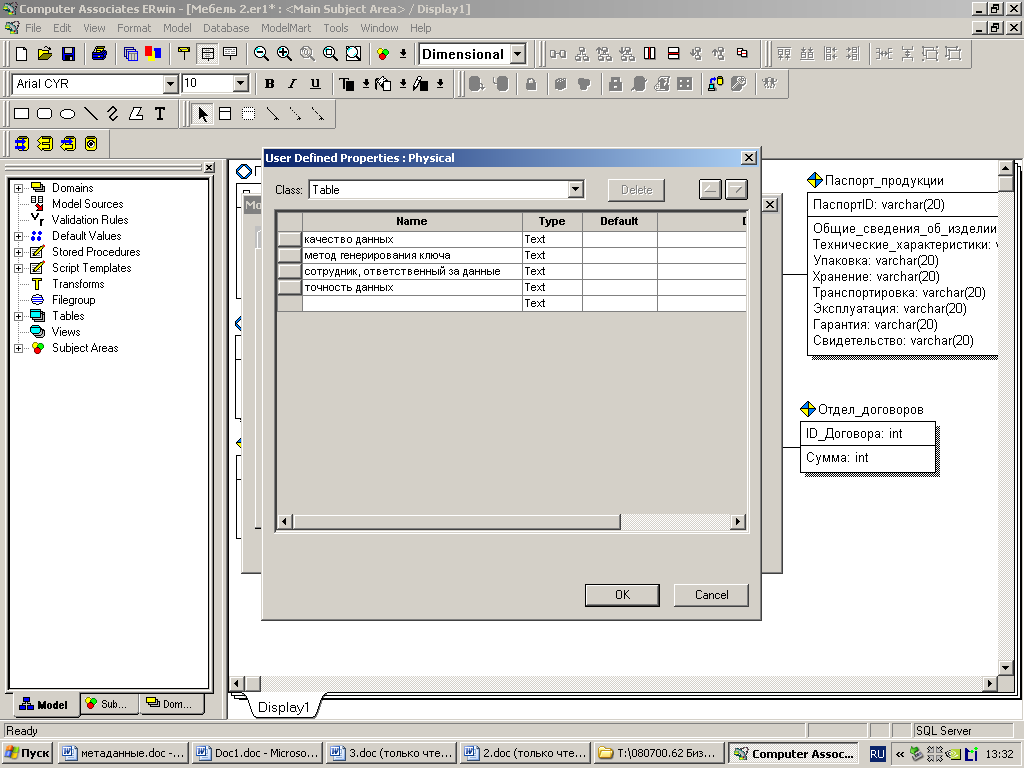 Computer Associates ERwin - [Мебель 2.er1* : <Main Subject Area> / Display1]
File Edit View Format Model Database ModelMart Tools Window Help
Dimensional
Arial CYR 10 B I U
T
User Defined Properties : Physical
Class: Table Delete
Name Type Default
качество данных Text
метод генерирования ключа Text
сотрудник, ответственный за данные Text
точность данных Text
Text
OK Cancel
Domains
Model Sources
Validation Rules
Default Values
Stored Procedures
Script Templates
Transforms
Filegroup
Tables
Views
Subject Areas
Паспорт_продукции
ПаспортID: varchar(20)
Общие_сведения_об_изделии
Технические_характеристики:
Упаковка: varchar(20)
Хранение: varchar(20)
Транспортировка: varchar(20)
Эксплуатация: varchar(20)
Гарантия: varchar(20)
Свидетельство: varchar(20)
Отдел_договоров
ID_Договора: int
Сумма: int
Model Sub... Dom...
Display1
Ready SQL Server
Пуск метаданные.doc -... Doc1.doc - Microso... 3.doc (только чте... 2.doc (только чте... T:\080700.62 Биз... Computer Assoc... RU « 13:32